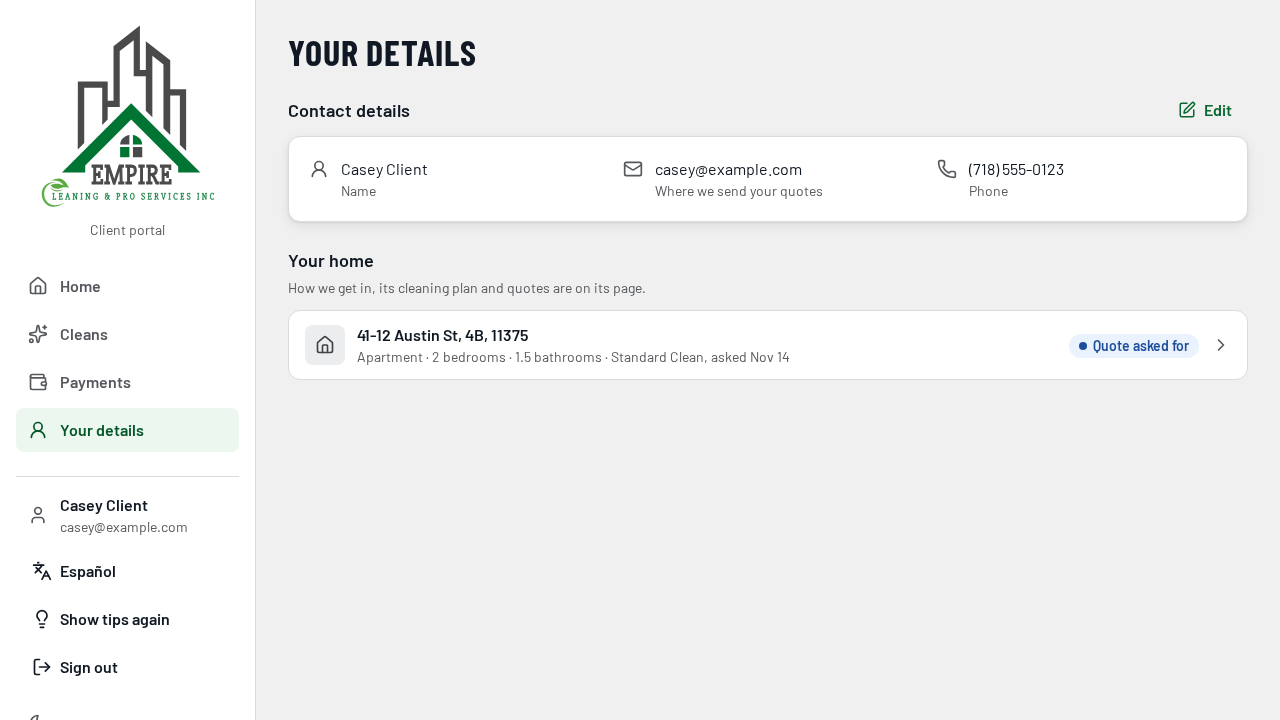 EMPIRE
LEANING & PRO SERVICES INC
Client portal
Home
Cleans
Payments
Your details
Casey Client
casey@example.com
Español
Show tips again
Sign out
YOUR DETAILS
Contact details
Edit
Casey Client
Name
casey@example.com
Where we send your quotes
(718) 555-0123
Phone
Your home
How we get in, its cleaning plan and quotes are on its page.
41-12 Austin St, 4B, 11375
Apartment · 2 bedrooms · 1.5 bathrooms · Standard Clean, asked Nov 14
Quote asked for